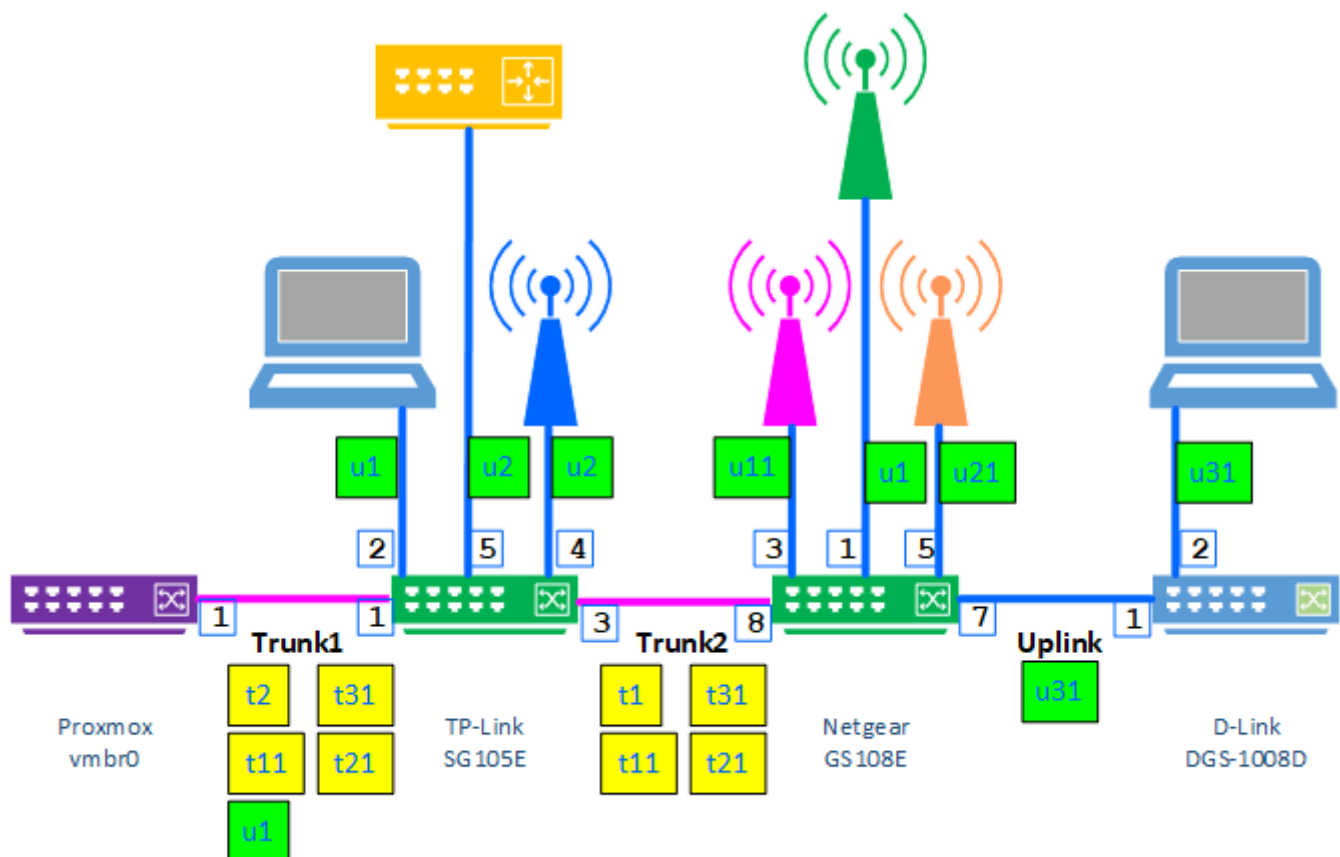 u1
u2
u2
u11
u1
u21
u31
2
5
4
3
1
5
2
1
1
3
8
7
1
Trunk1
Trunk2
Uplink
t2
t31
t1
t31
u31
Proxmox
vmbr0
TP-Link
SG105E
Netgear
GS108E
D-Link
DGS-1008D
t11
t21
t11
t21
u1